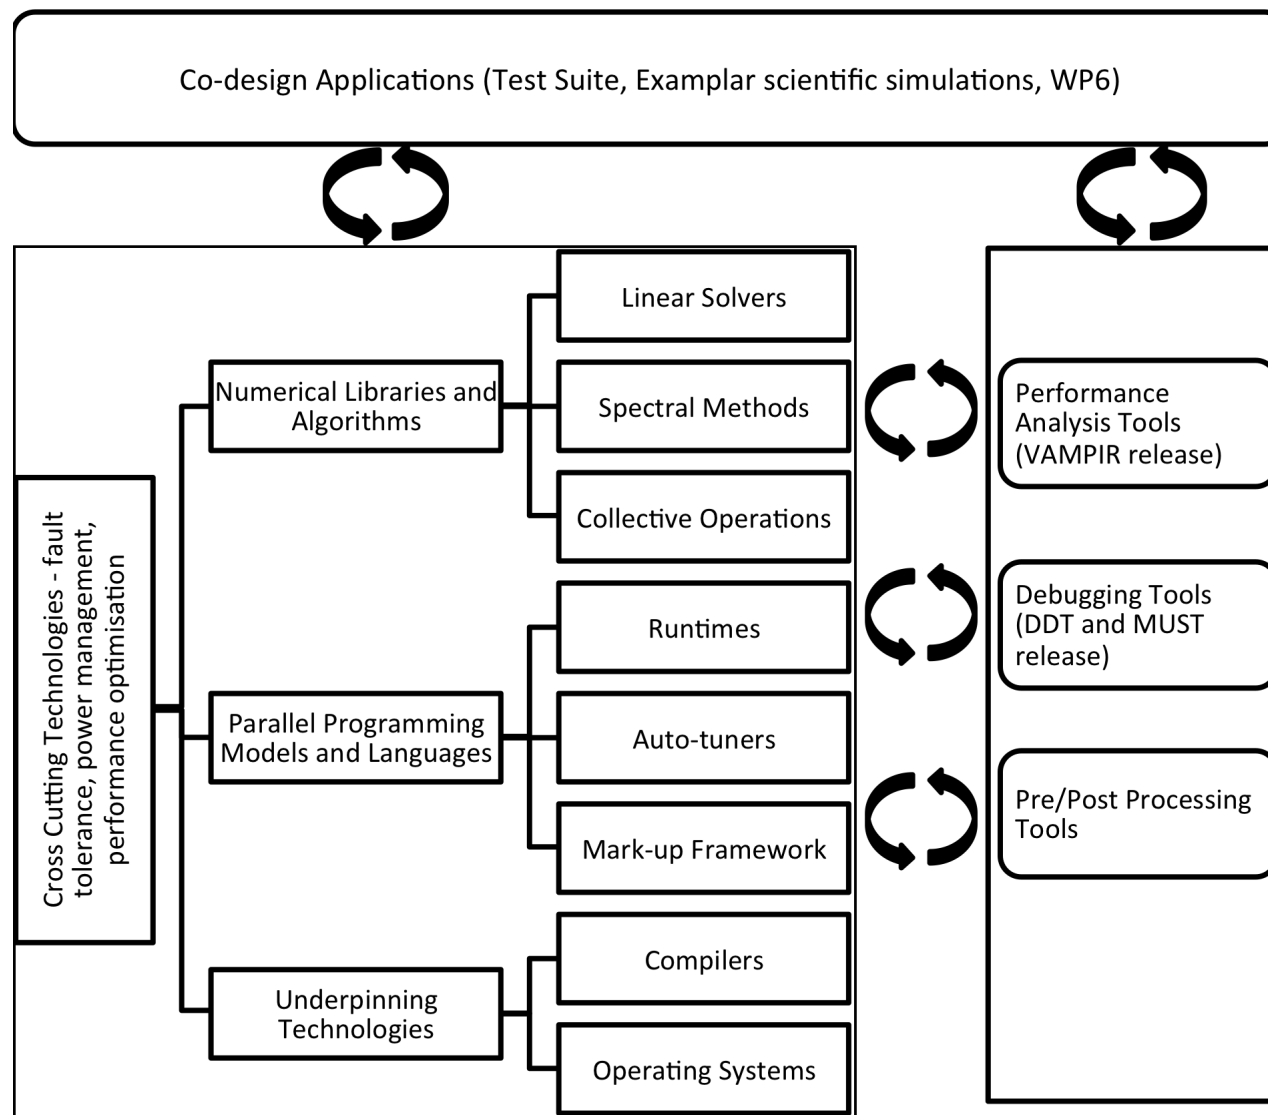 Co-design Applications (Test Suite, Examplar scientific simulations, WP6)
Cross Cutting Technologies - fault
tolerance, power management,
performance optimisation
Numerical Libraries and
Algorithms
Linear Solvers
Spectral Methods
Collective Operations
Parallel Programming
Models and Languages
Runtimes
Auto-tuners
Mark-up Framework
Underpinning
Technologies
Compilers
Operating Systems
Performance
Analysis Tools
(VAMPIR release)
Debugging Tools
(DDT and MUST
release)
Pre/Post Processing
Tools